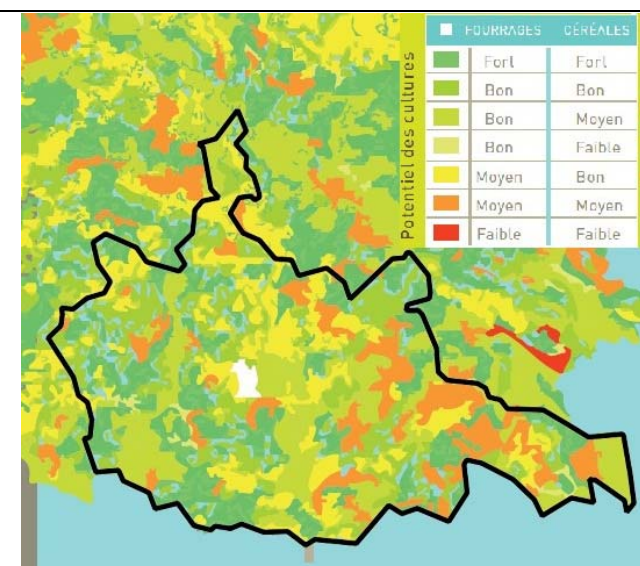 Potentiel des cultures
FOURRAGES CÉRÉALES
Fort Fort
Bon Bon
Bon Moyen
Bon Faible
Moyen Bon
Moyen Moyen
Faible Faible